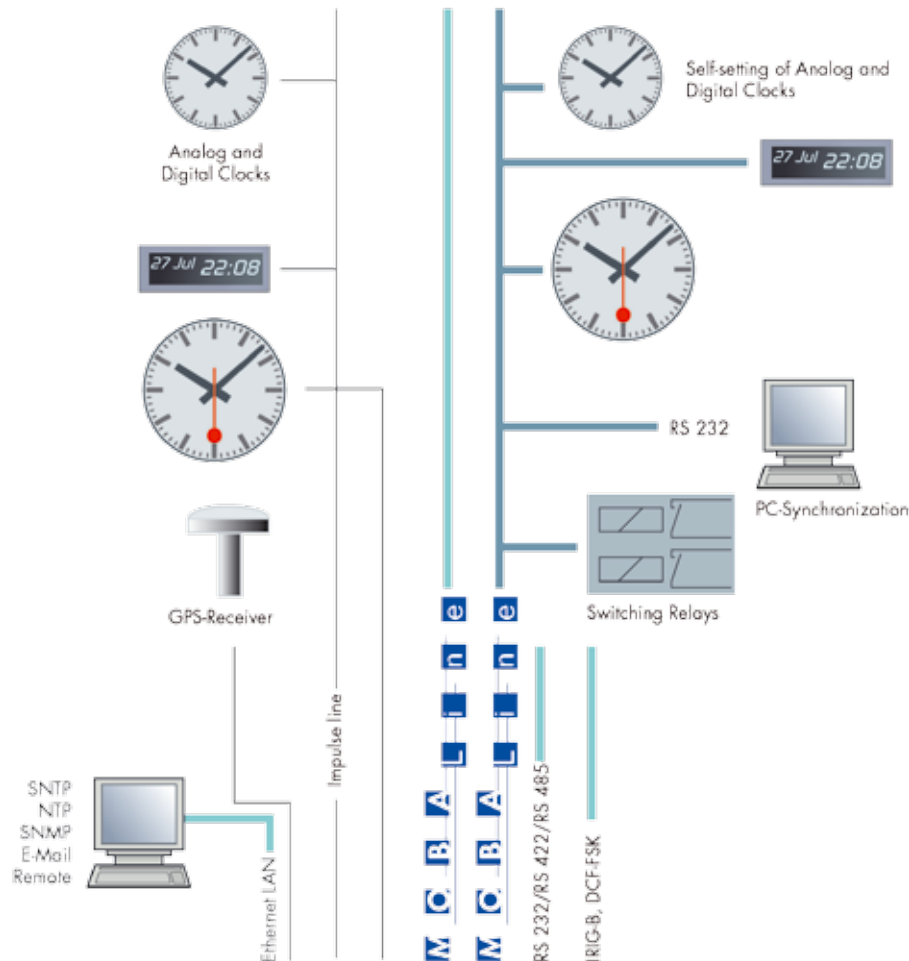 Analog and
Digital Clocks
27 Jul 22:08
GPS-Receiver
SNTP
NTP
SNMP
E-Mail
Remote
Ethernet LAN
Impulse line
MOBALine
MOBALine
RS 232/RS 422/RS 485
IRIG-B, DCF-FSK
Self-setting of Analog and
Digital Clocks
27 Jul 22:08
RS 232
PC-Synchronization
Switching Relays